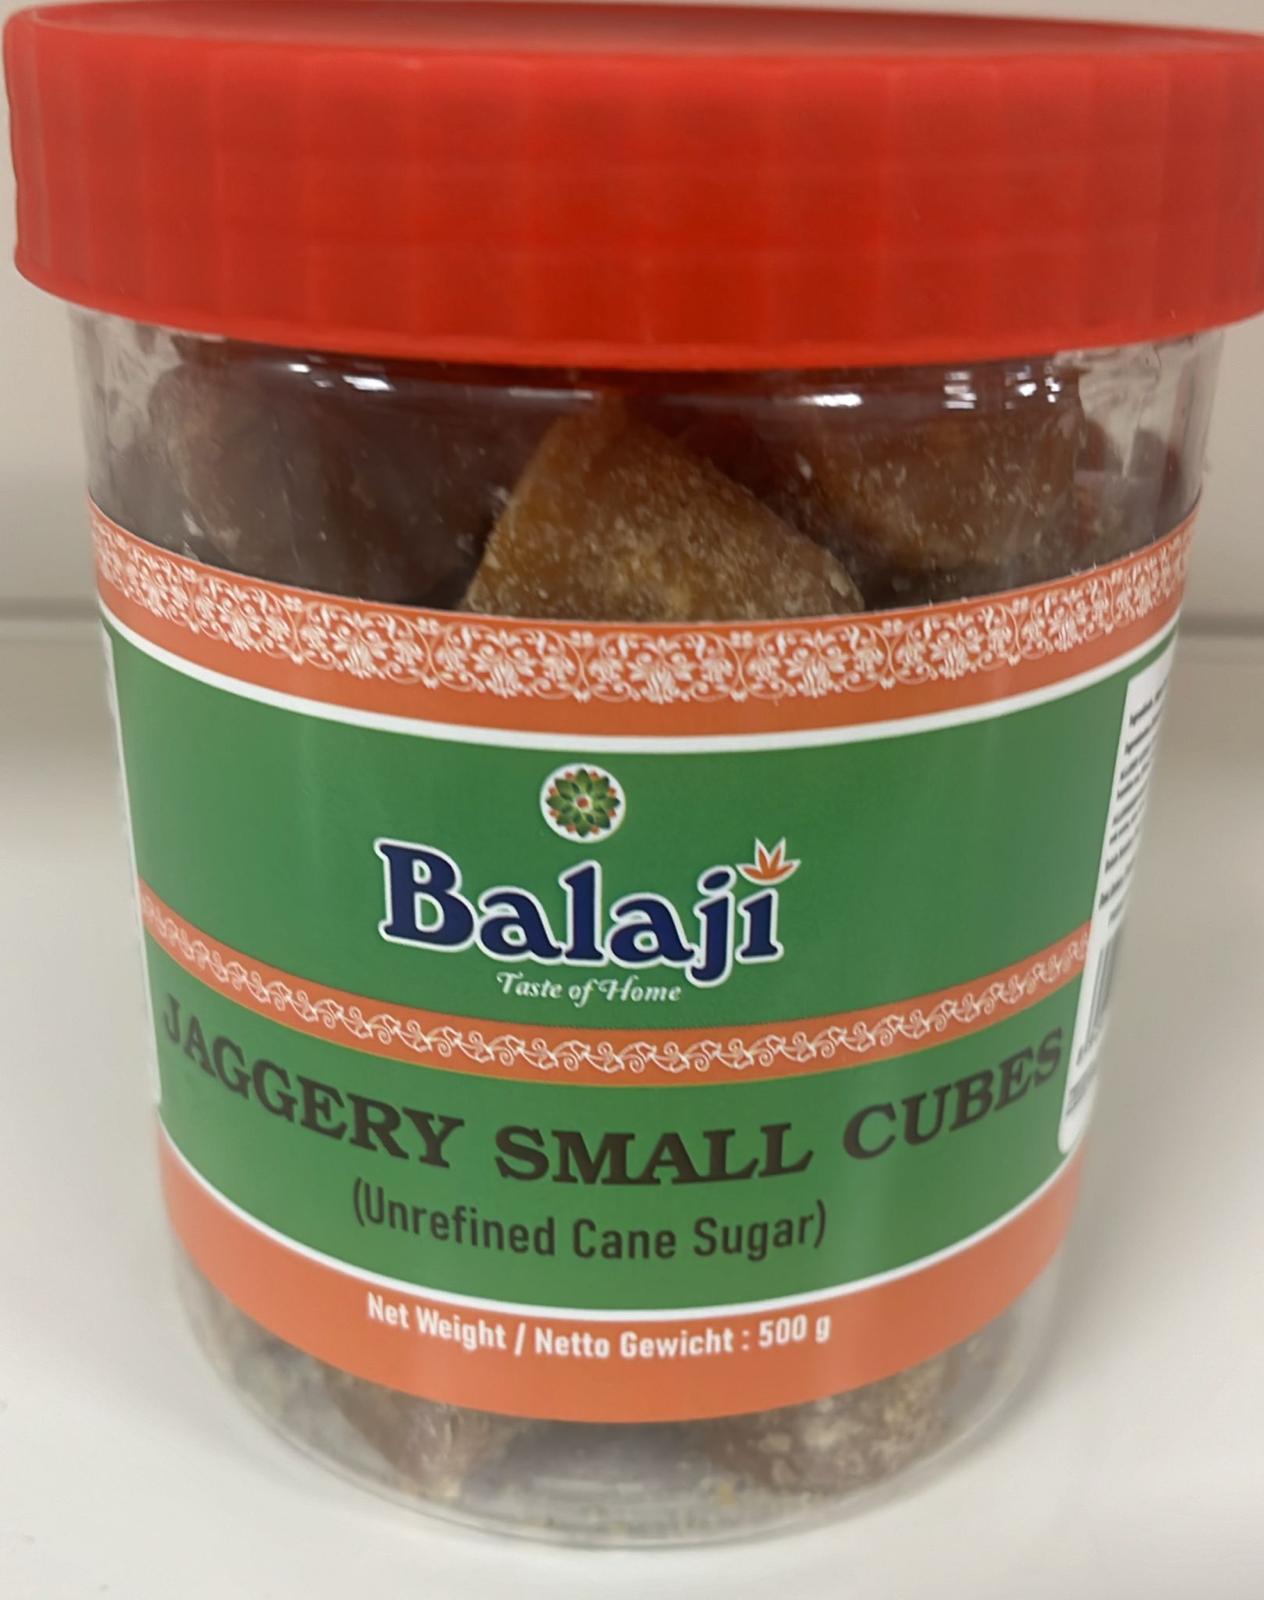 Balaji
Taste of Home
JAGGERY SMALL CUBES
(Unrefined Cane Sugar)
Net Weight / Netto Gewicht : 500 g